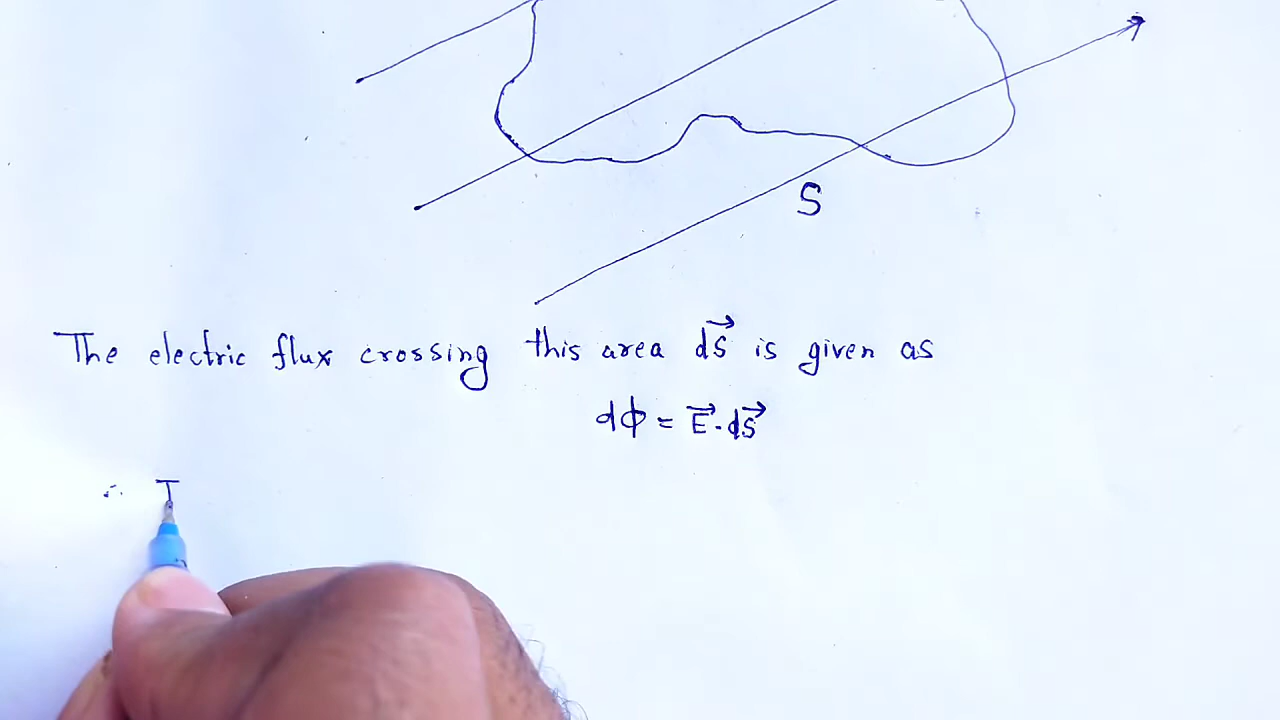 S
The electric flux crossing this area d\vec{S} is given as
dϕ = \vec{E}·d\vec{S}
∴ T